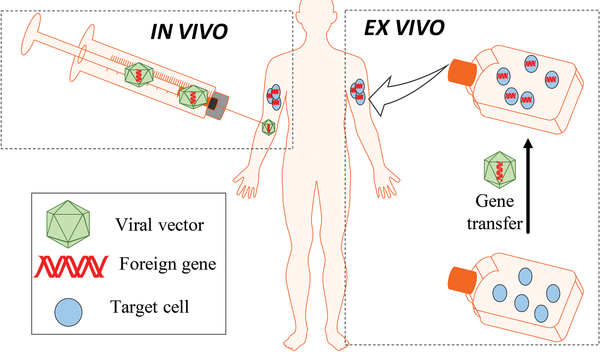 IN VIVO
EX VIVO
Gene
transfer
Viral vector
Foreign gene
Target cell